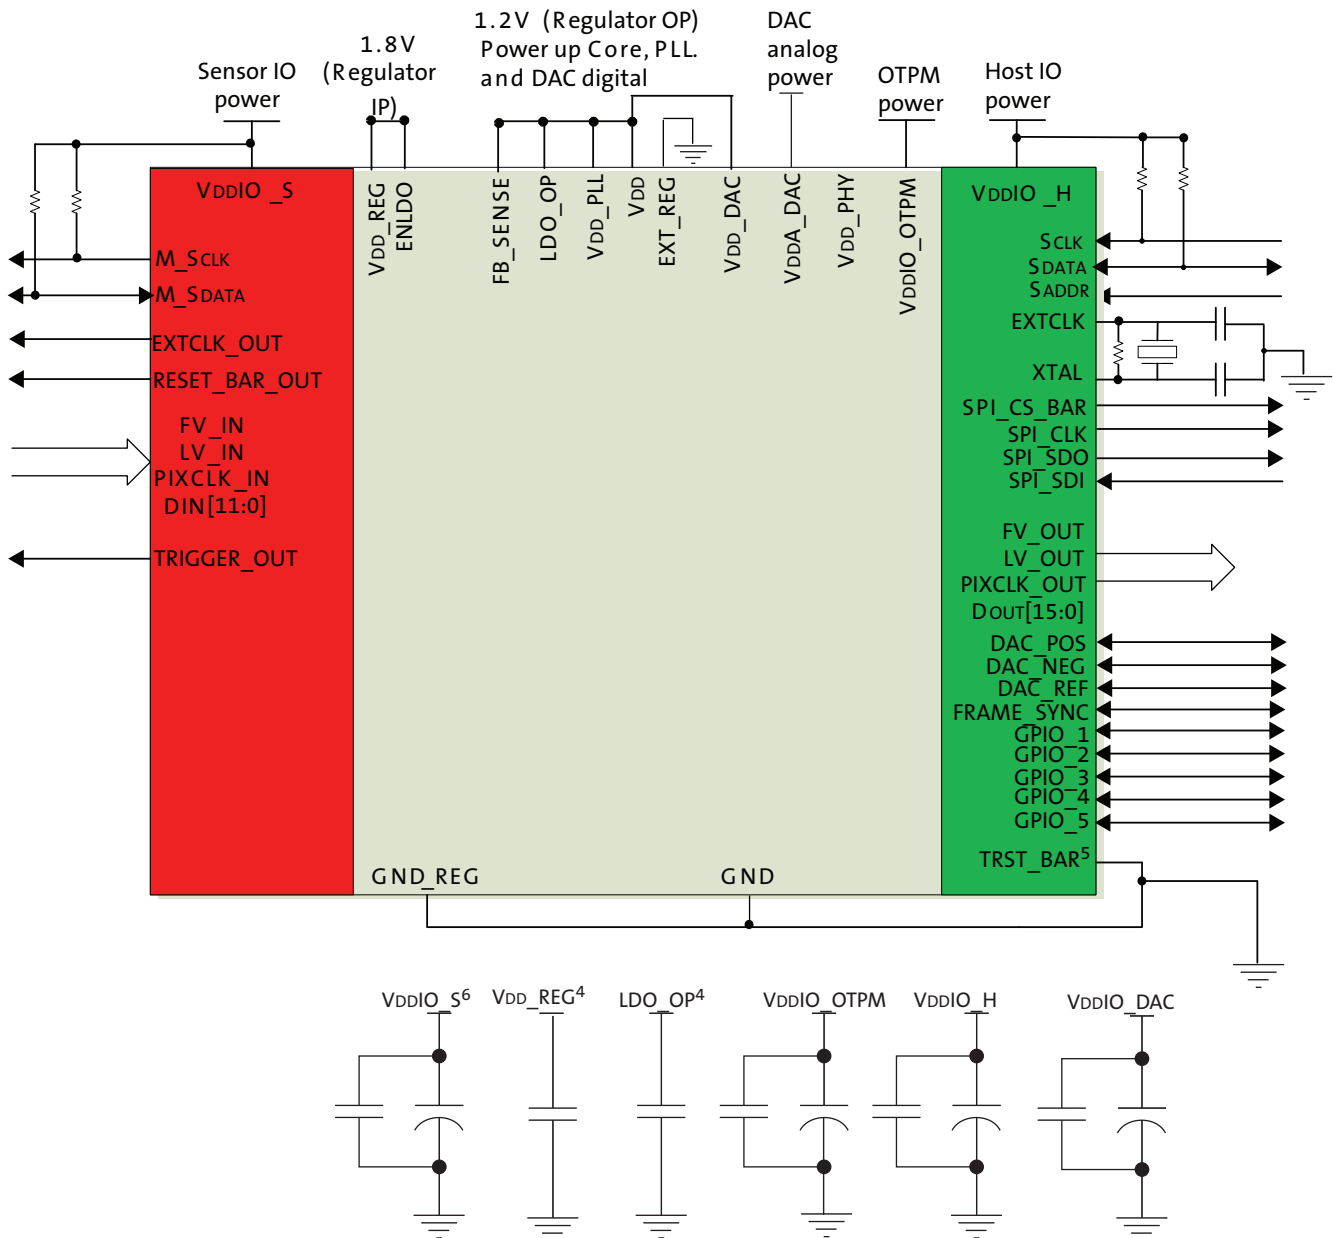 1.2V (Regulator OP)
Power up Core, PLL.
and DAC digital
DAC
analog
power
1.8V
(Regulator
IP)
Sensor IO
power
OTPM
power
Host IO
power
VDDIO _S
VDD_REG
ENLDO
FB_SENSE
LDO_OP
VDD_PLL
VDD
EXT_REG
VDD_DAC
VDDA_DAC
VDD_PHY
VDDIO_OTPM
VDDIO _H
M_SCLK
M_SDATA
EXTCLK_OUT
RESET_BAR_OUT
FV_IN
LV_IN
PIXCLK_IN
DIN[11:0]
TRIGGER_OUT
SCLK
SDATA
SADDR
EXTCLK
XTAL
SPI_CS_BAR
SPI_CLK
SPI_SDO
SPI_SDI
FV_OUT
LV_OUT
PIXCLK_OUT
DOUT[15:0]
DAC_POS
DAC_NEG
DAC_REF
FRAME_SYNC
GPIO_1
GPIO_2
GPIO_3
GPIO_4
GPIO_5
TRST_BAR5
GND_REG
GND
VDDIO_S6
VDD_REG4
LDO_OP4
VDDIO_OTPM
VDDIO_H
VDDIO_DAC